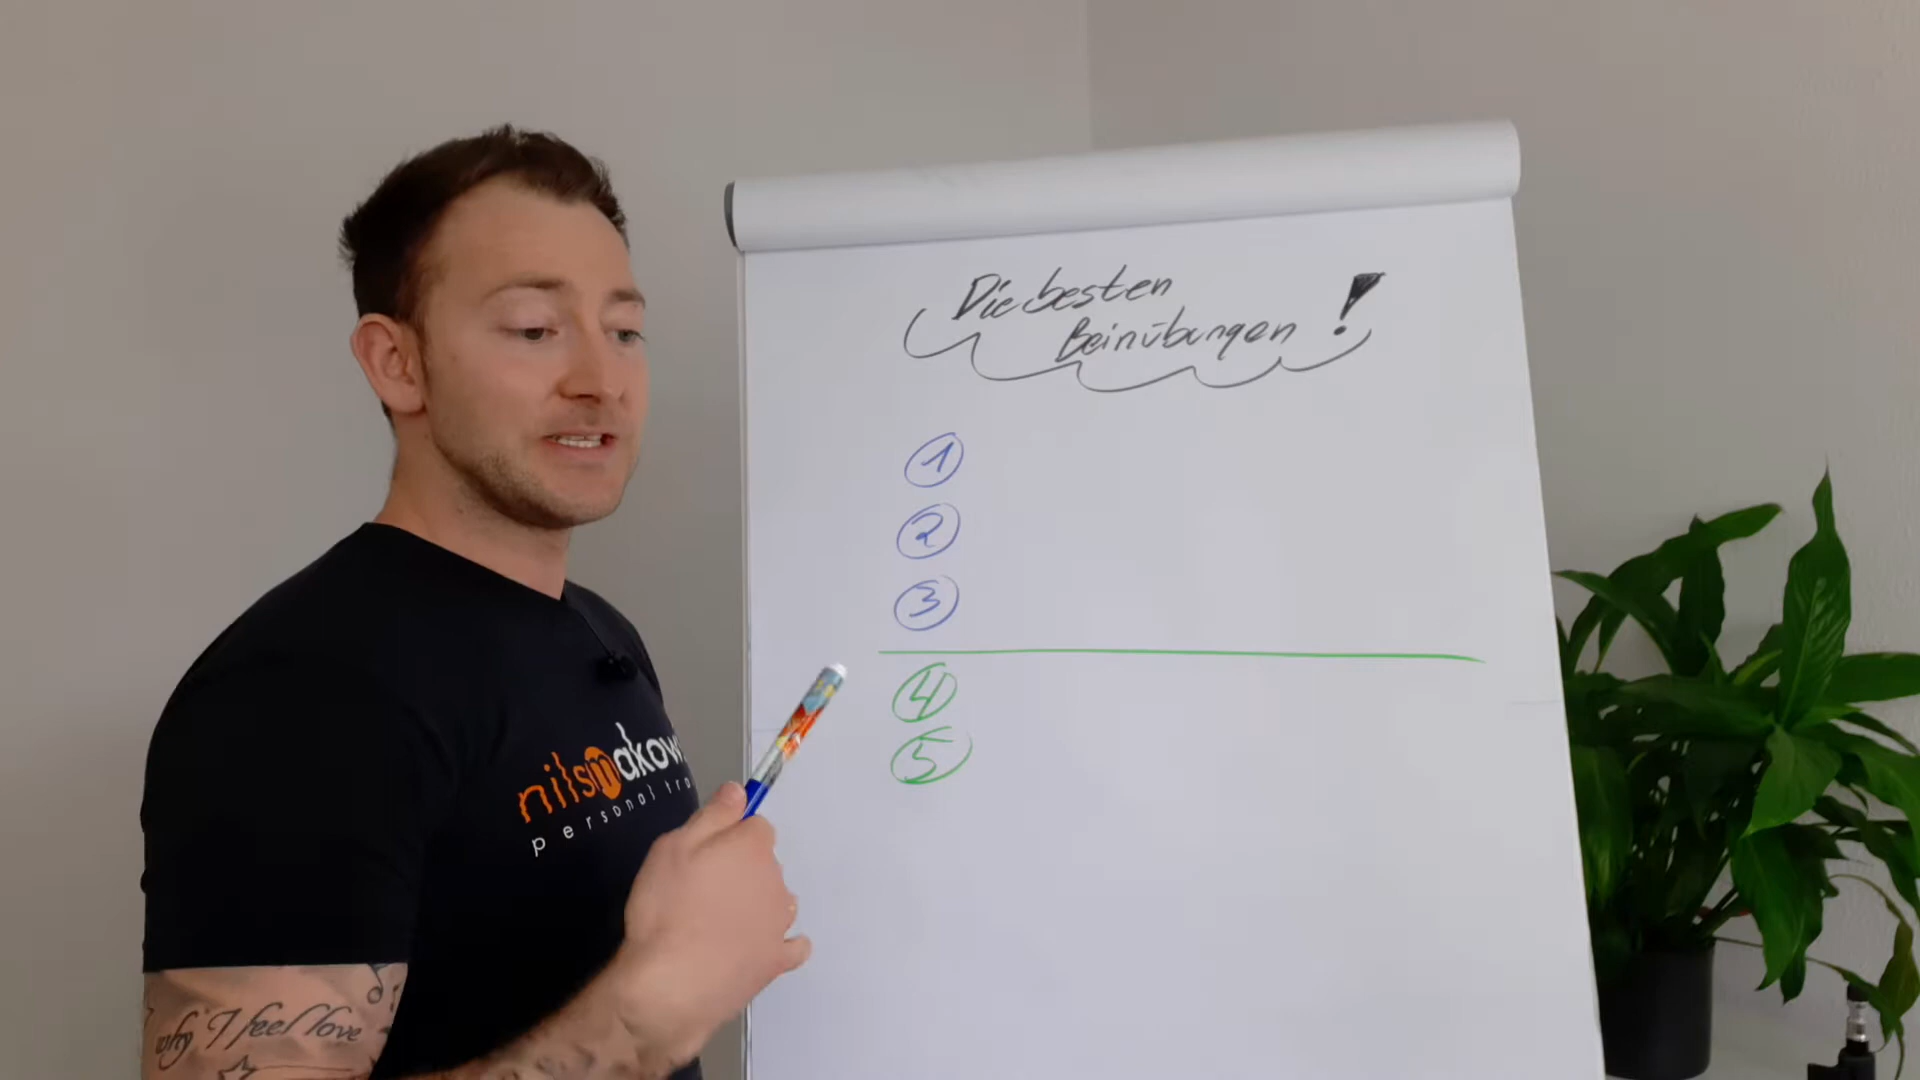 Die besten
Beinübungen !
1
2
3
4
5
nilsmakow
personal tra
why I feel love